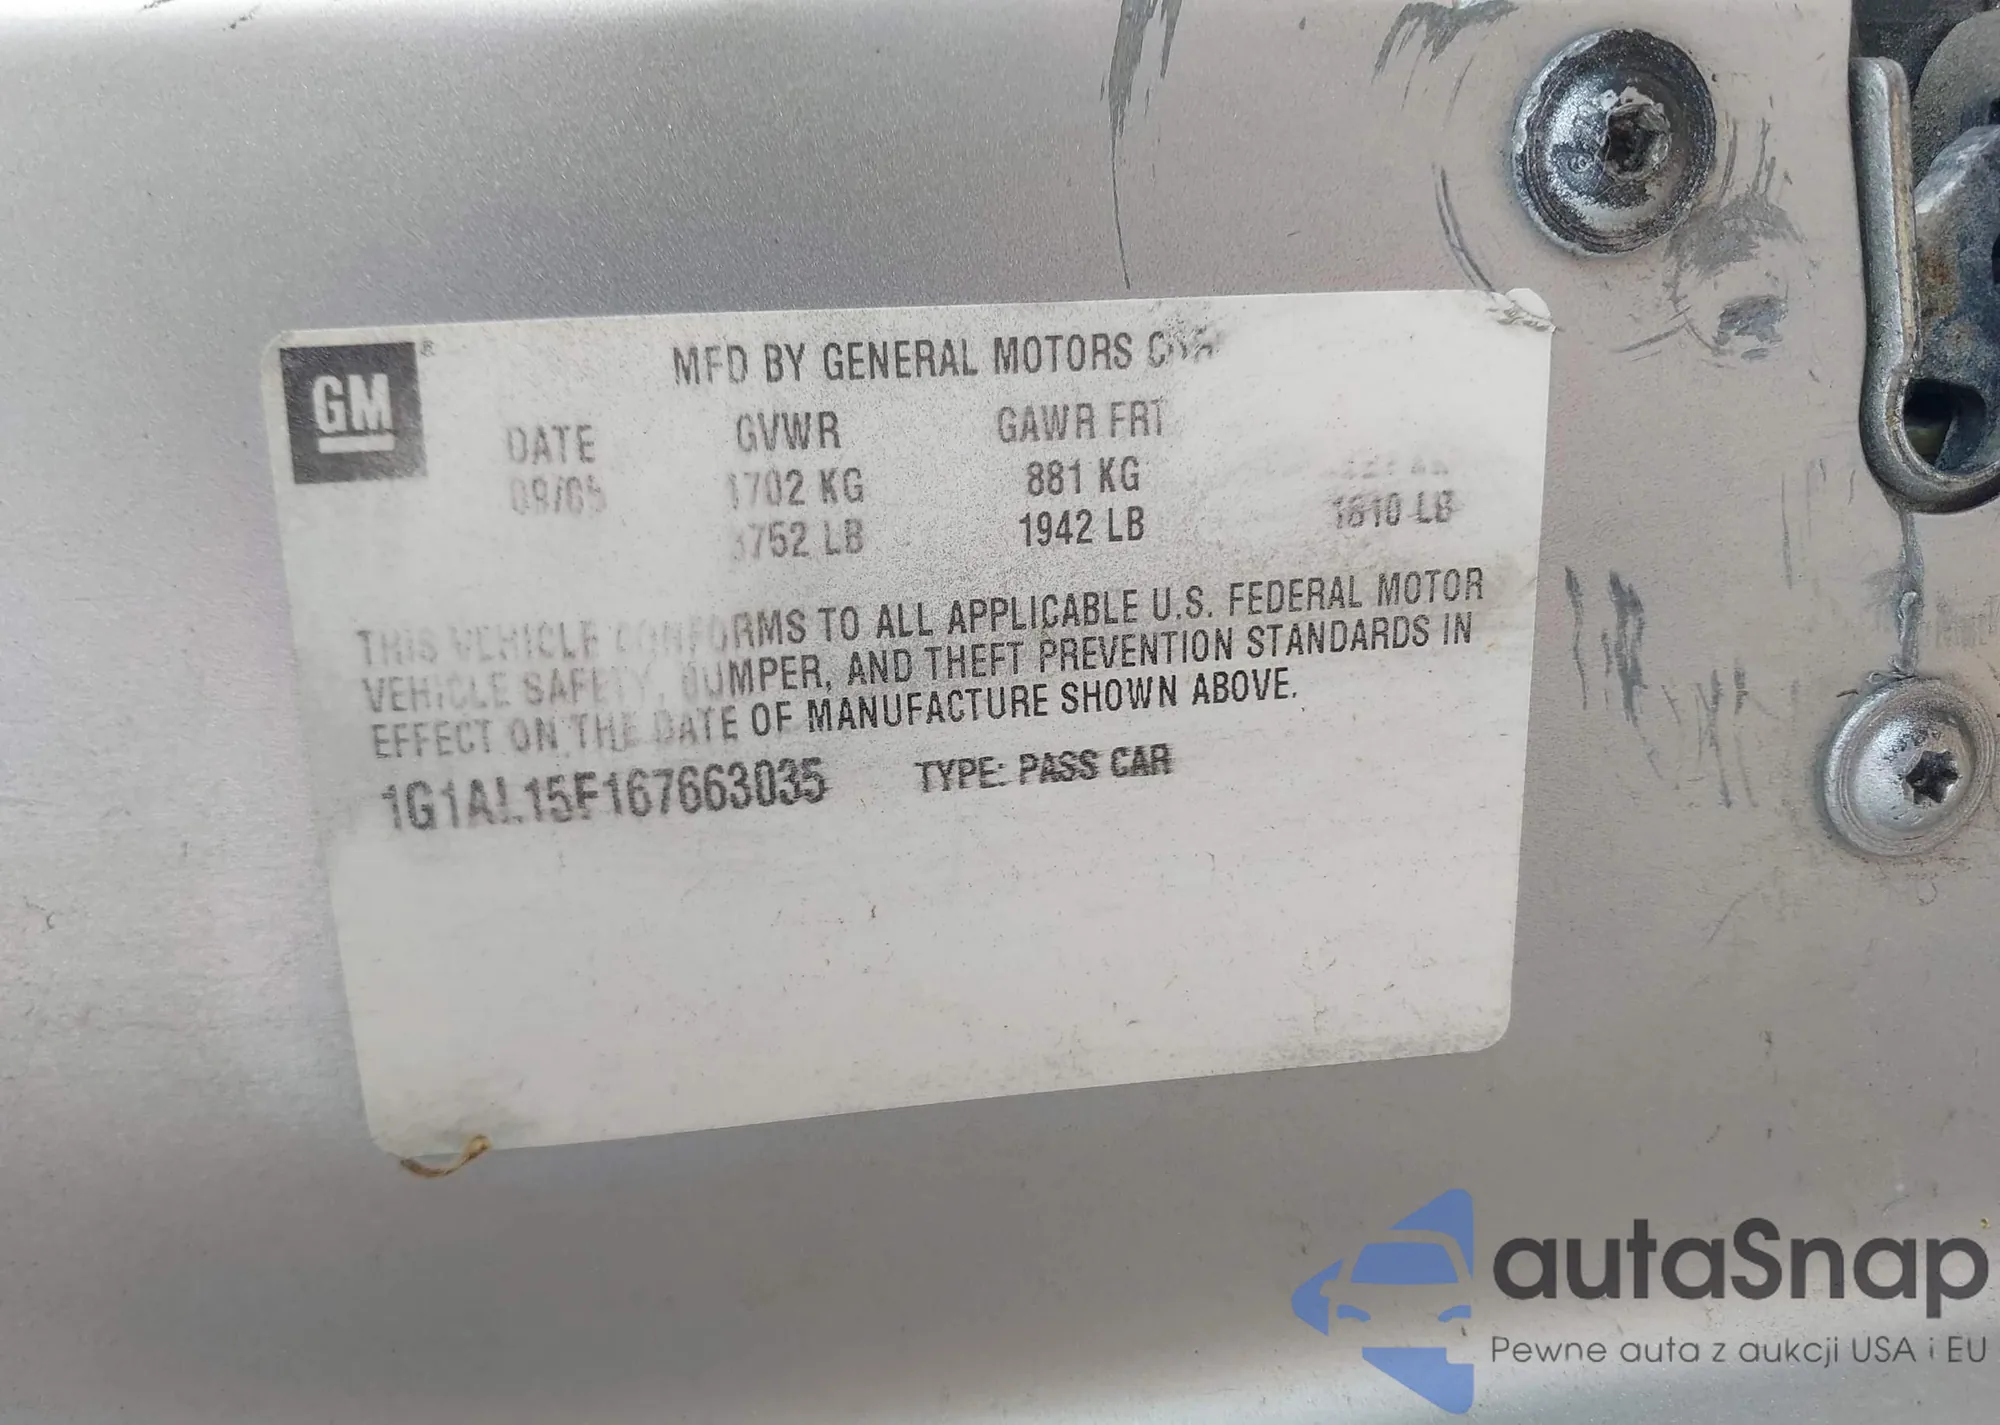 GM
MFD BY GENERAL MOTORS
DATE GVWR GAWR FRT
1702 KG 881 KG
3752 LB 1942 LB 1810 LB
THIS VEHICLE CONFORMS TO ALL APPLICABLE U.S. FEDERAL MOTOR
VEHICLE SAFETY, BUMPER, AND THEFT PREVENTION STANDARDS IN
EFFECT ON THE DATE OF MANUFACTURE SHOWN ABOVE.
1G1AL15F167663035 TYPE: PASS CAR
autaSnap
Pewne auta z aukcji USA i EU